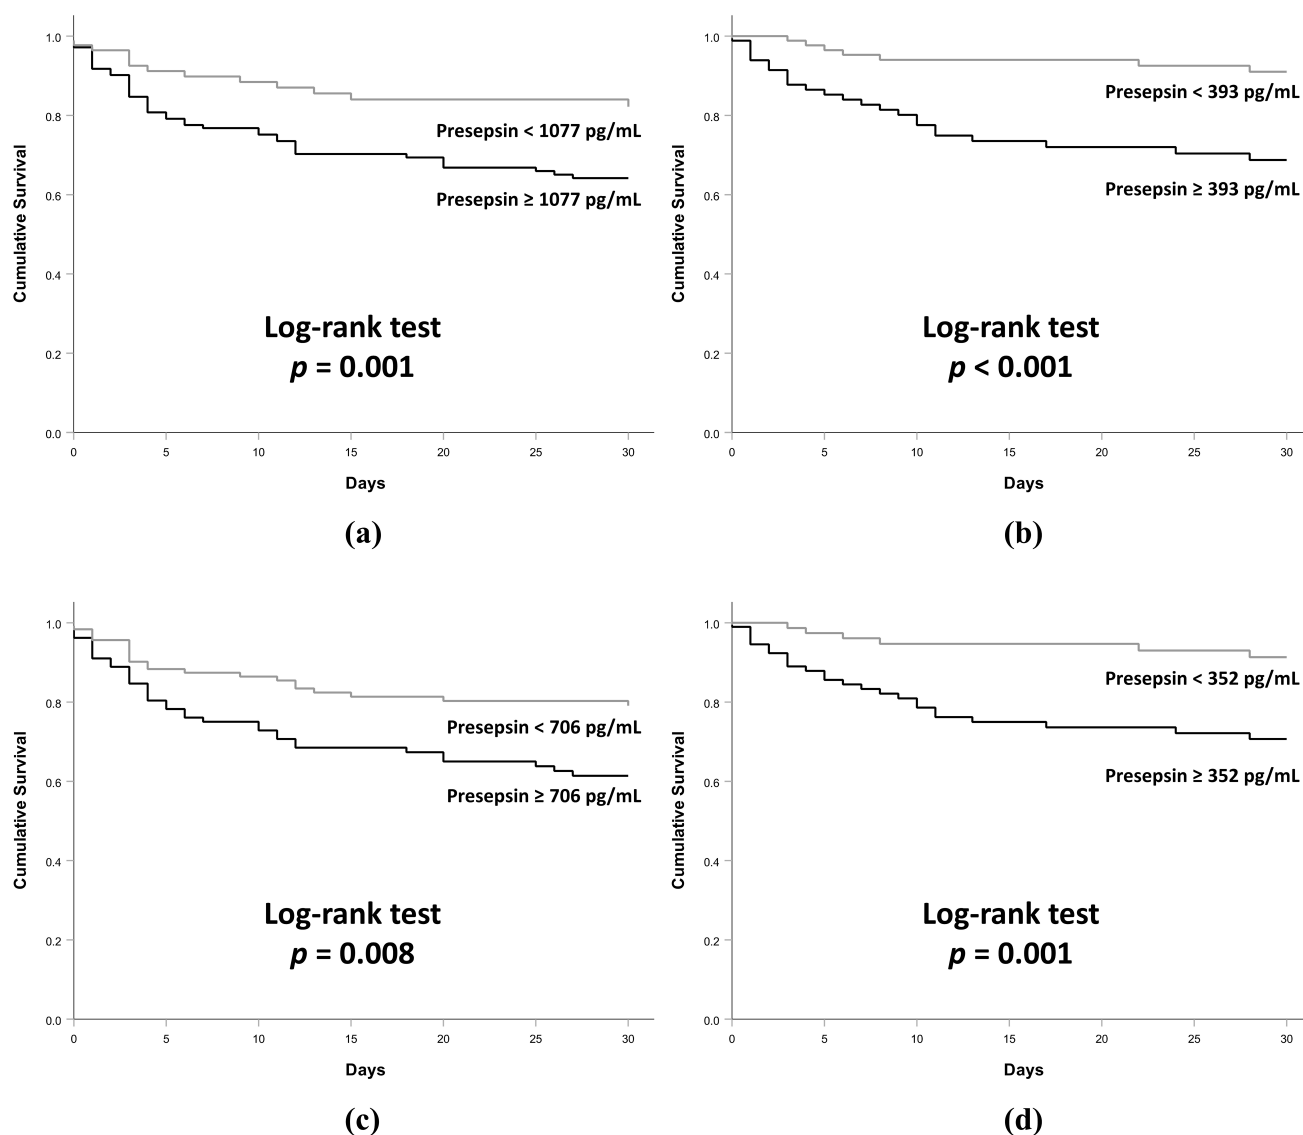 1.0
0.8
0.6
0.4
0.2
0.0
Cumulative Survival
Presepsin < 1077 pg/mL
Presepsin ≥ 1077 pg/mL
Log-rank test
p = 0.001
0 5 10 15 20 25 30
Days
(a)
1.0
0.8
0.6
0.4
0.2
0.0
Cumulative Survival
Presepsin < 393 pg/mL
Presepsin ≥ 393 pg/mL
Log-rank test
p < 0.001
0 5 10 15 20 25 30
Days
(b)
1.0
0.8
0.6
0.4
0.2
0.0
Cumulative Survival
Presepsin < 706 pg/mL
Presepsin ≥ 706 pg/mL
Log-rank test
p = 0.008
0 5 10 15 20 25 30
Days
(c)
1.0
0.8
0.6
0.4
0.2
0.0
Cumulative Survival
Presepsin < 352 pg/mL
Presepsin ≥ 352 pg/mL
Log-rank test
p = 0.001
0 5 10 15 20 25 30
Days
(d)